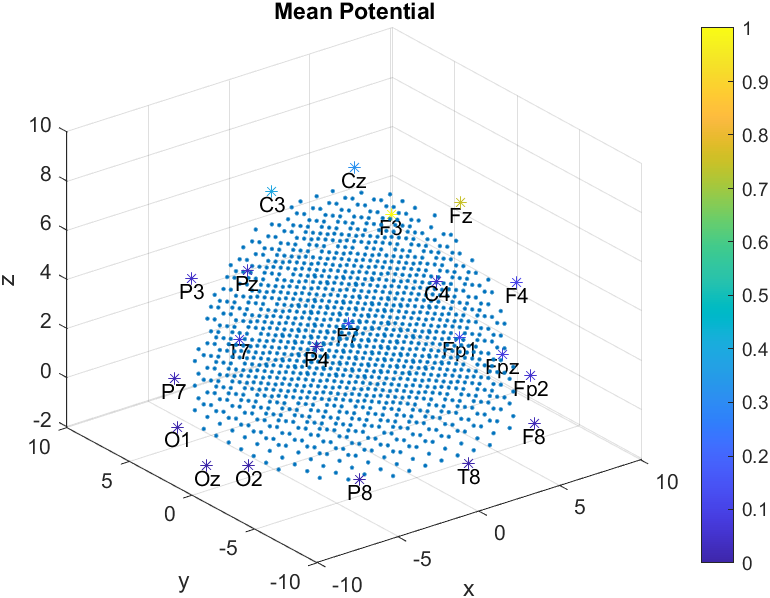 Mean Potential
10
8
6
4
2
0
-2
z
10
5
0
-5
-10
y
-10
-5
0
5
10
x
Cz
C3
Fz
F3
P3
Pz
C4
F4
F7
T7
P4
Fp1
Fpz
P7
Fp2
O1
F8
Oz
O2
P8
T8
1
0.9
0.8
0.7
0.6
0.5
0.4
0.3
0.2
0.1
0